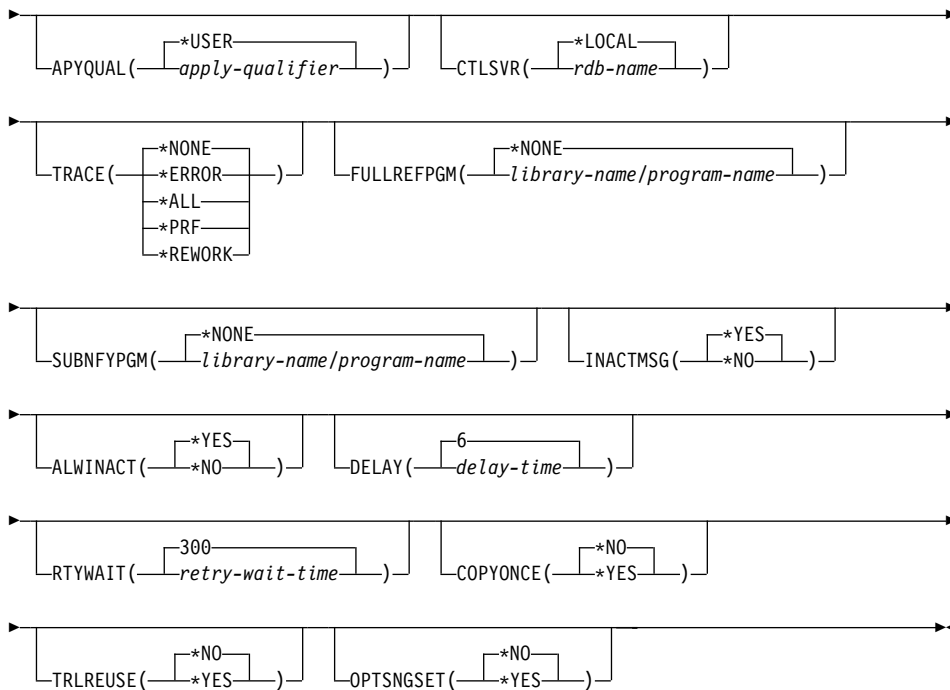 *USER
APYQUAL( apply-qualifier )
*LOCAL
CTLSVR( rdb-name )
*NONE
TRACE( *ERROR )
*ALL
*PRF
*REWORK
*NONE
FULLREFPGM( library-name/program-name )
*NONE
SUBNFYPGM( library-name/program-name )
*YES
INACTMSG( *NO )
*YES
ALWINACT( *NO )
6
DELAY( delay-time )
300
RTYWAIT( retry-wait-time )
*NO
COPYONCE( *YES )
*NO
TRLREUSE( *YES )
*NO
OPTSNGSET( *YES )